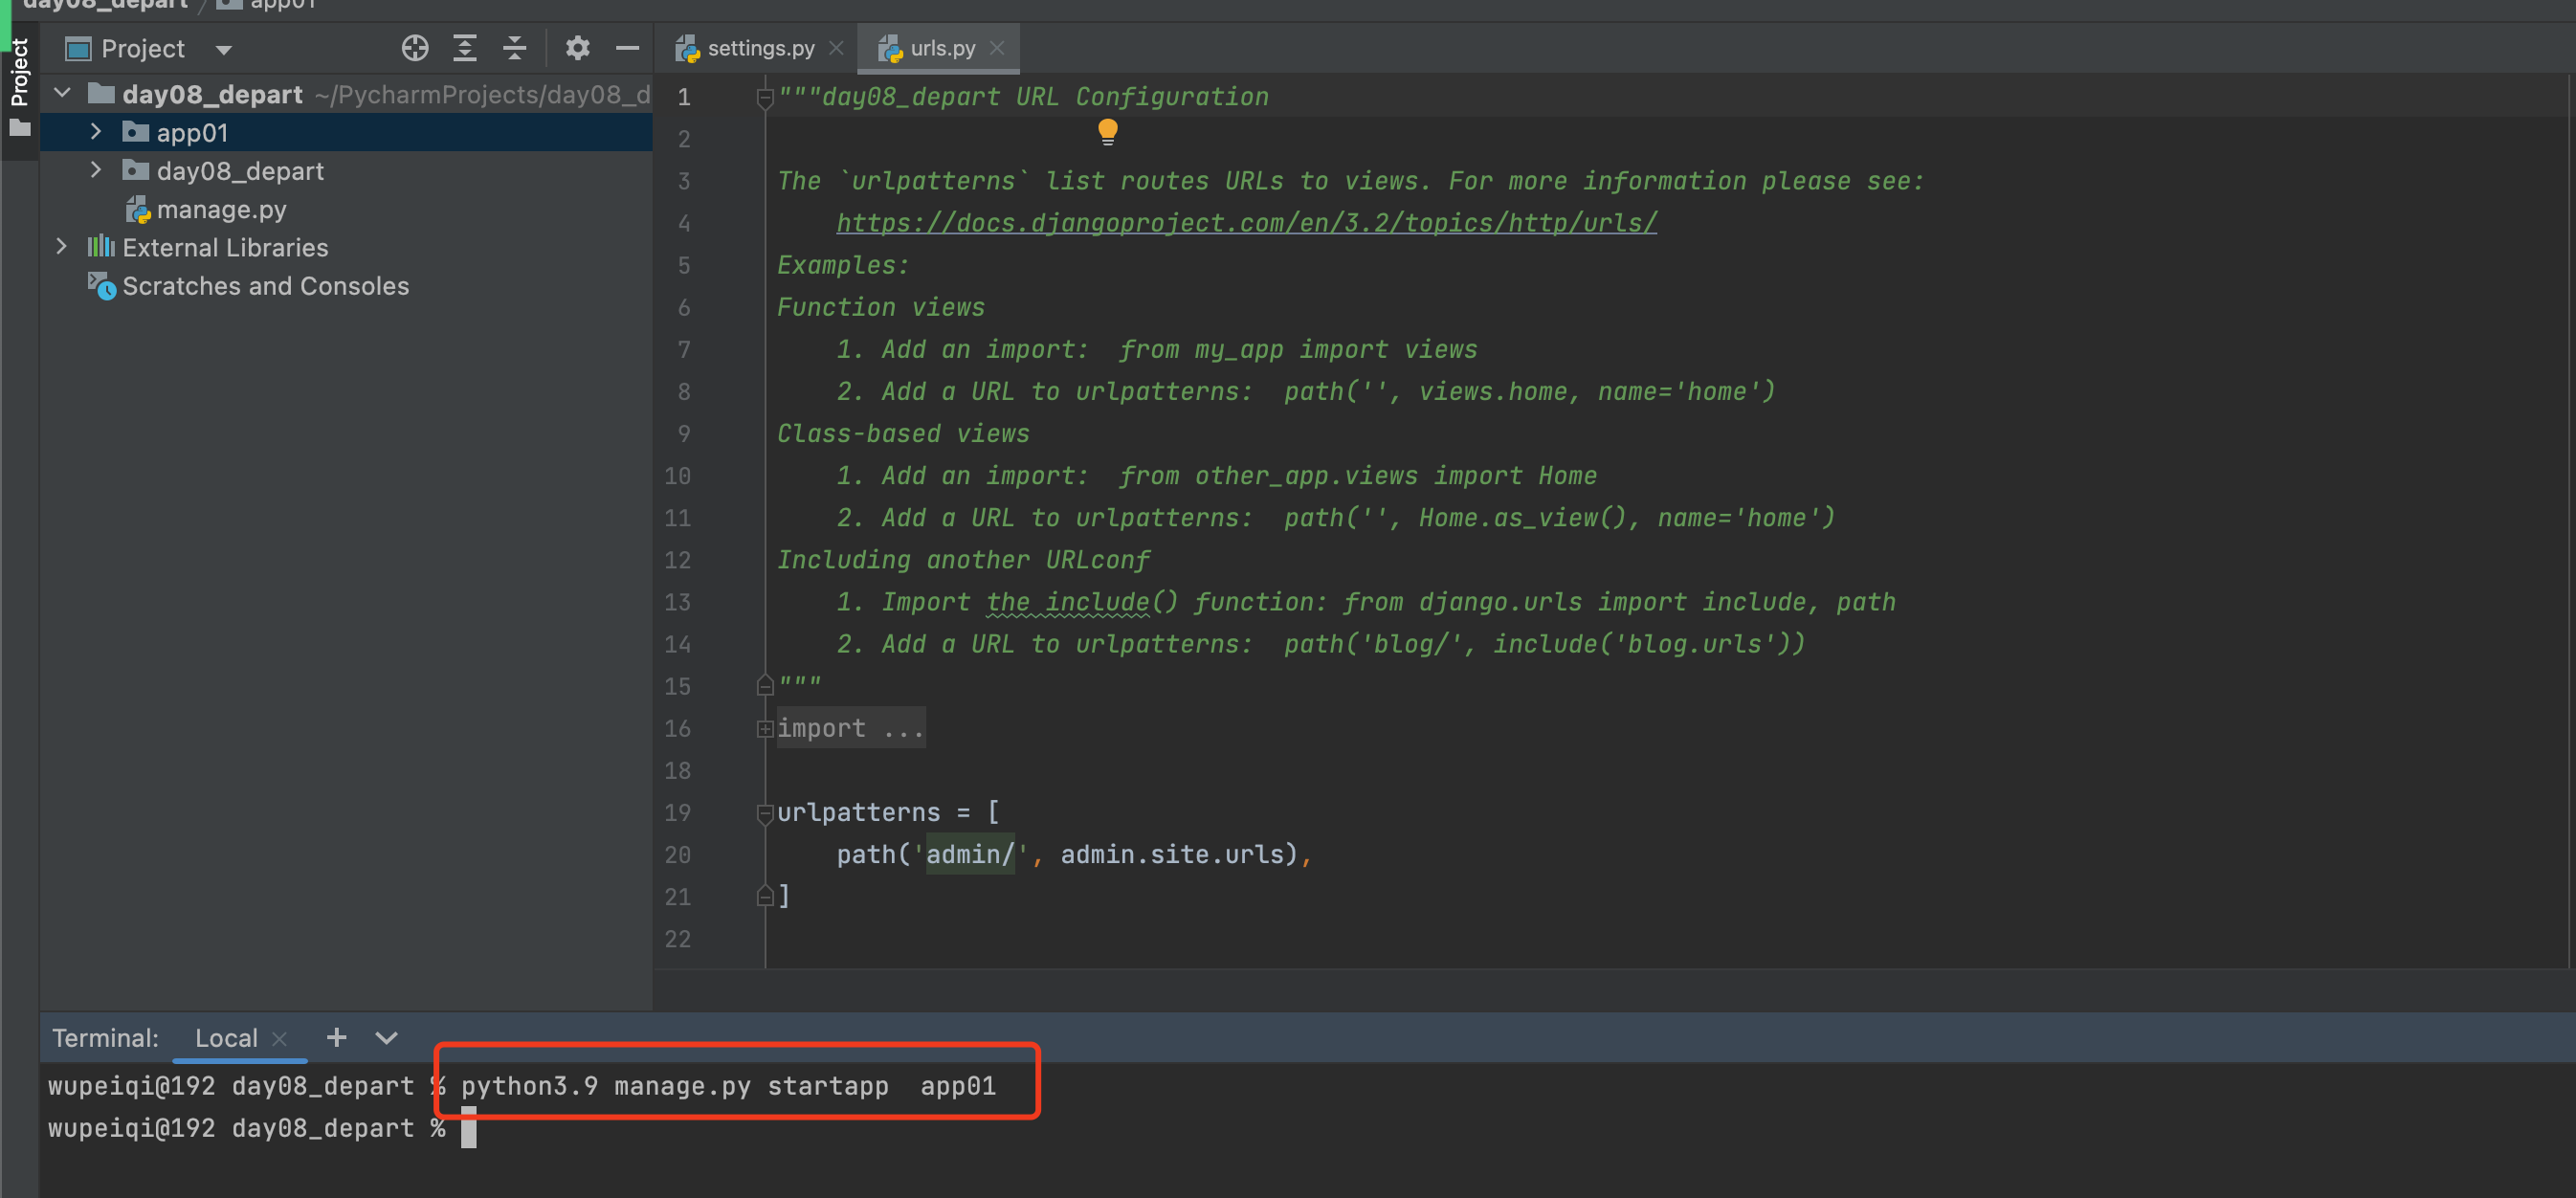 day08_depart / app01
Project
Project
day08_depart ~/PycharmProjects/day08_d
app01
day08_depart
manage.py
External Libraries
Scratches and Consoles
settings.py
urls.py
1 """day08_depart URL Configuration
2
3 The `urlpatterns` list routes URLs to views. For more information please see:
4     https://docs.djangoproject.com/en/3.2/topics/http/urls/
5 Examples:
6 Function views
7     1. Add an import:  from my_app import views
8     2. Add a URL to urlpatterns:  path('', views.home, name='home')
9 Class-based views
10     1. Add an import:  from other_app.views import Home
11     2. Add a URL to urlpatterns:  path('', Home.as_view(), name='home')
12 Including another URLconf
13     1. Import the include() function: from django.urls import include, path
14     2. Add a URL to urlpatterns:  path('blog/', include('blog.urls'))
15 """
16 import ...
18
19 urlpatterns = [
20     path('admin/', admin.site.urls),
21 ]
22
Terminal: Local
wupeiqi@192 day08_depart % python3.9 manage.py startapp  app01
wupeiqi@192 day08_depart %